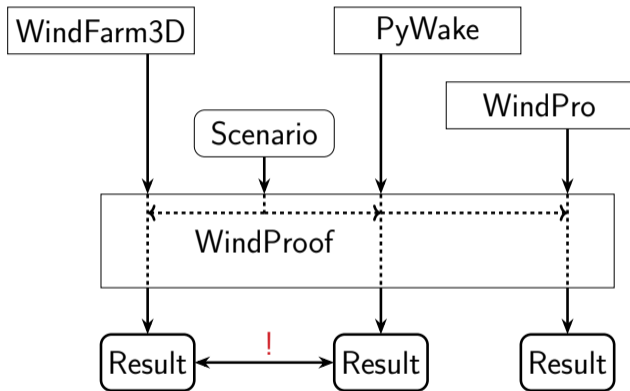 WindFarm3D
PyWake
WindPro
Scenario
WindProof
!
Result
Result
Result